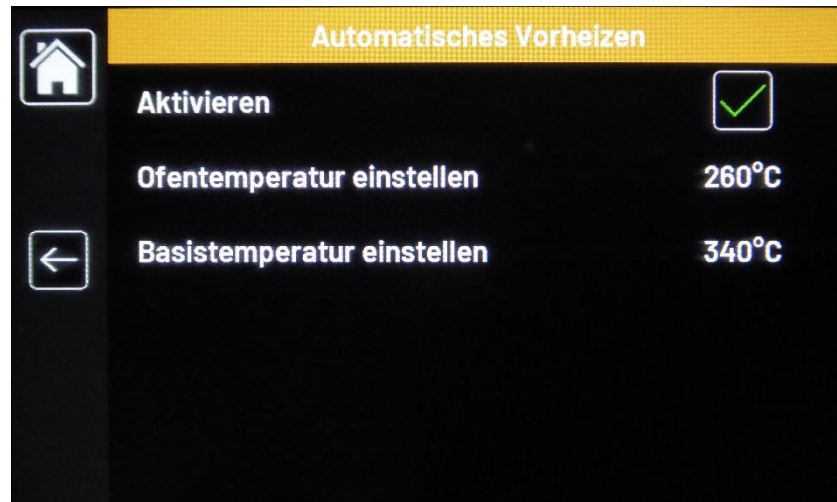 Automatisches Vorheizen
Aktivieren
Ofentemperatur einstellen 260°C
Basistemperatur einstellen 340°C